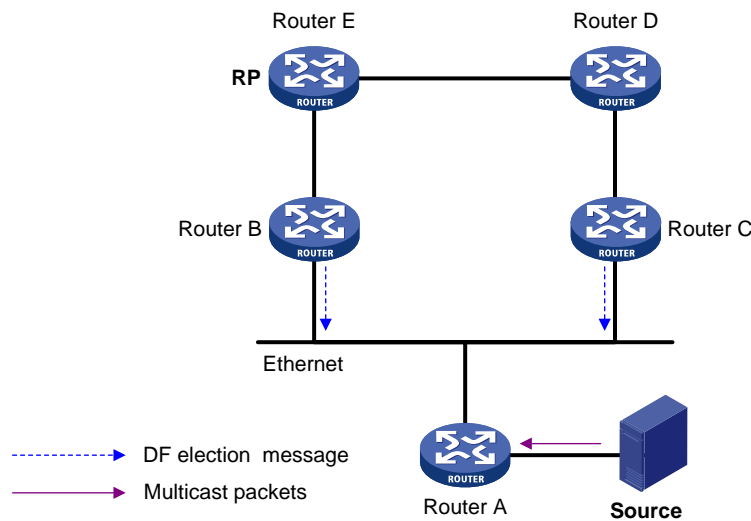 Router E
Router D
RP
ROUTER
ROUTER
Router B
ROUTER
ROUTER
Router C
Ethernet
DF election message
Multicast packets
ROUTER
Router A
Source